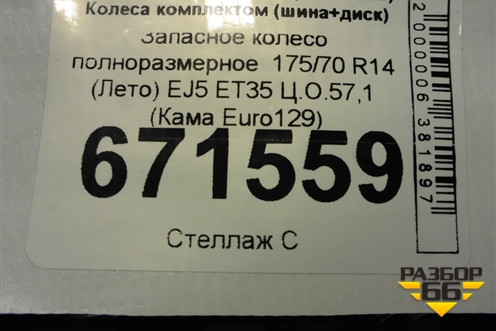 Колеса комплектом (шина+диск)
Запасное колесо
полноразмерное 175/70 R14
(Лето) EJ5 ET35 Ц.О.57,1
(Кама Euro129)
671559
Стеллаж С
2000006381897
РАЗБОР
66